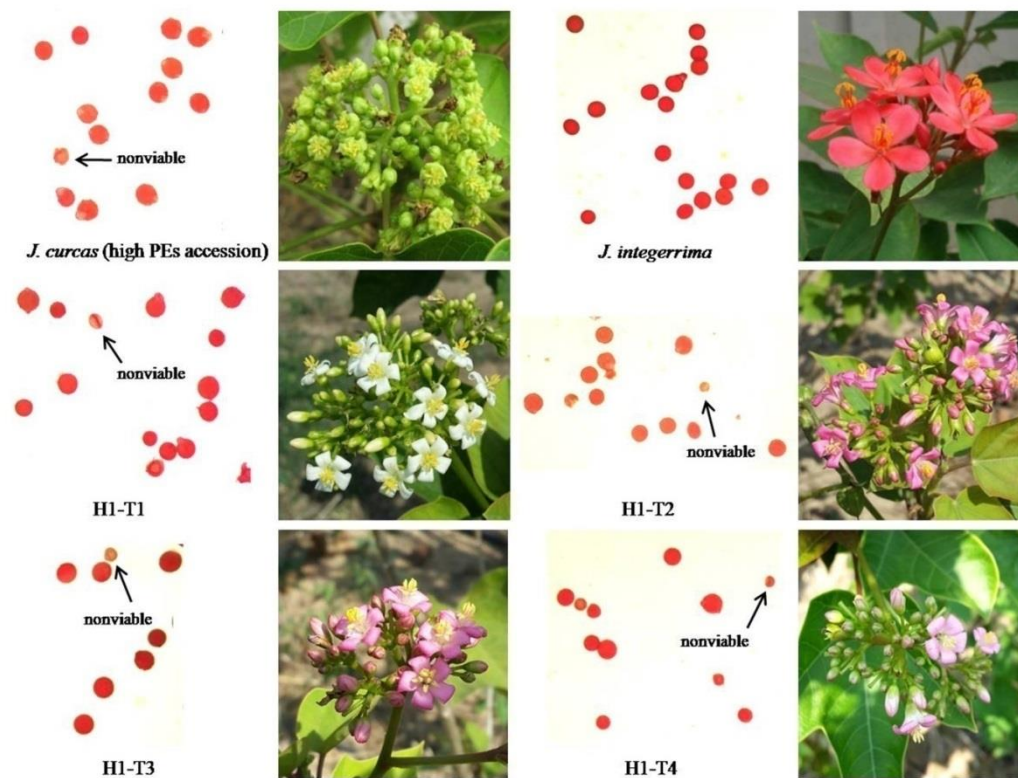 nonviable
J. curcas (high PEs accession)
J. integerrima
nonviable
H1-T1
nonviable
H1-T2
nonviable
H1-T3
nonviable
H1-T4